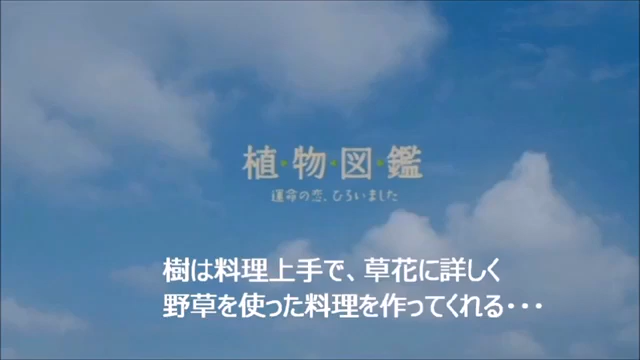 植・物・図・鑑
運命の恋、ひろいました
樹は料理上手で、草花に詳しく
野草を使った料理を作ってくれる・・・